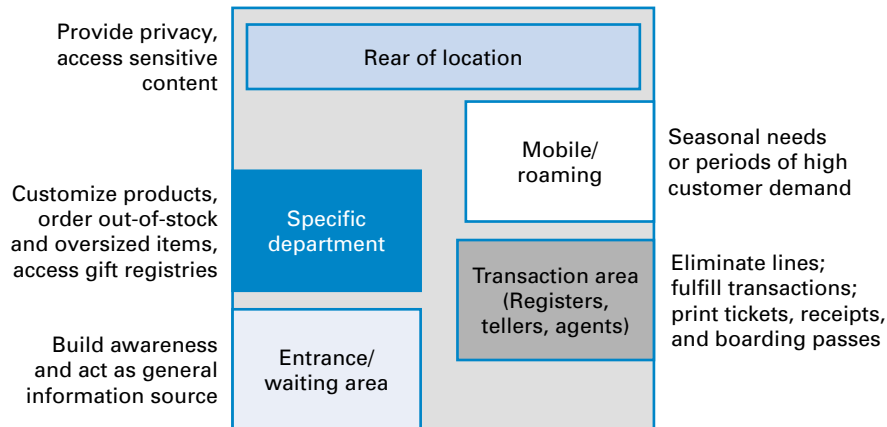 Provide privacy,
access sensitive
content
Rear of location
Mobile/
roaming
Seasonal needs
or periods of high
customer demand
Customize products,
order out-of-stock
and oversized items,
access gift registries
Specific
department
Transaction area
(Registers,
tellers, agents)
Eliminate lines;
fulfill transactions;
print tickets, receipts,
and boarding passes
Build awareness
and act as general
information source
Entrance/
waiting area